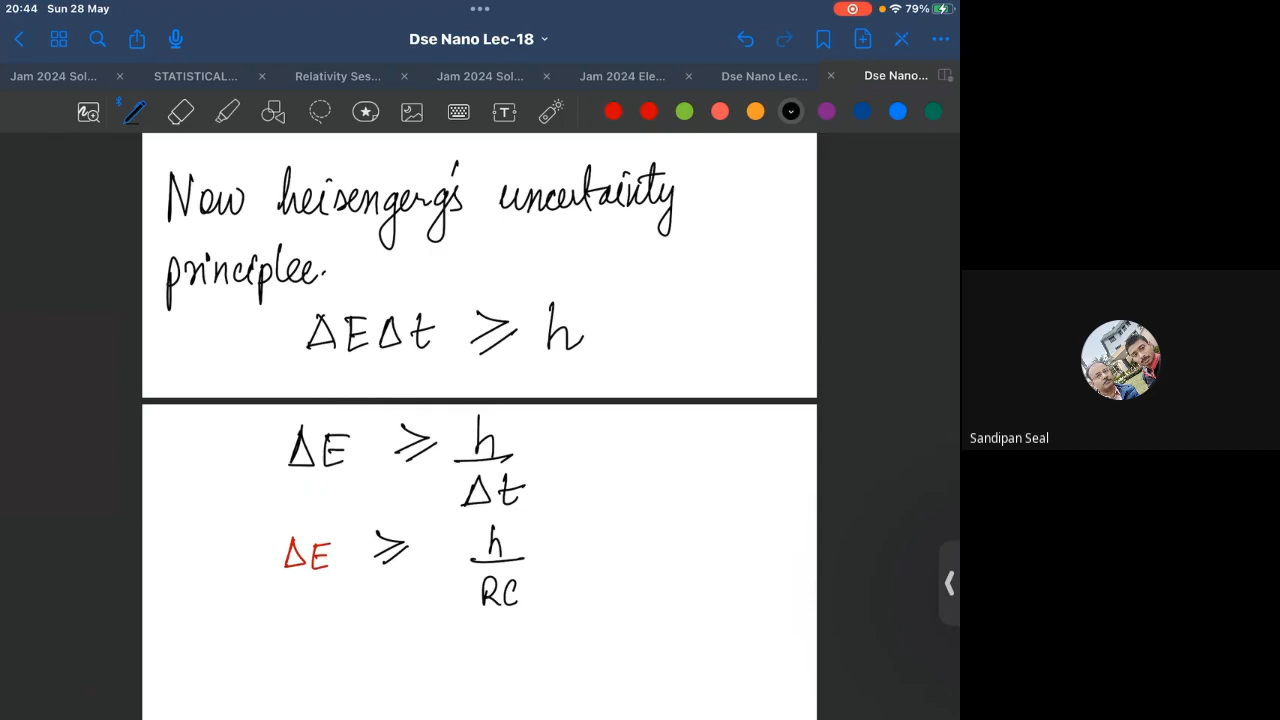 20:44 Sun 28 May
79%
Dse Nano Lec-18
Jam 2024 Sol...
STATISTICAL...
Relativity Ses...
Jam 2024 Sol...
Jam 2024 Ele...
Dse Nano Lec...
Dse Nano...
T
Now heisengerg's uncertainty
principlee.
ΔEΔt ≥ h
ΔE ≥ h/Δt
ΔE ≥ h/RC
Sandipan Seal